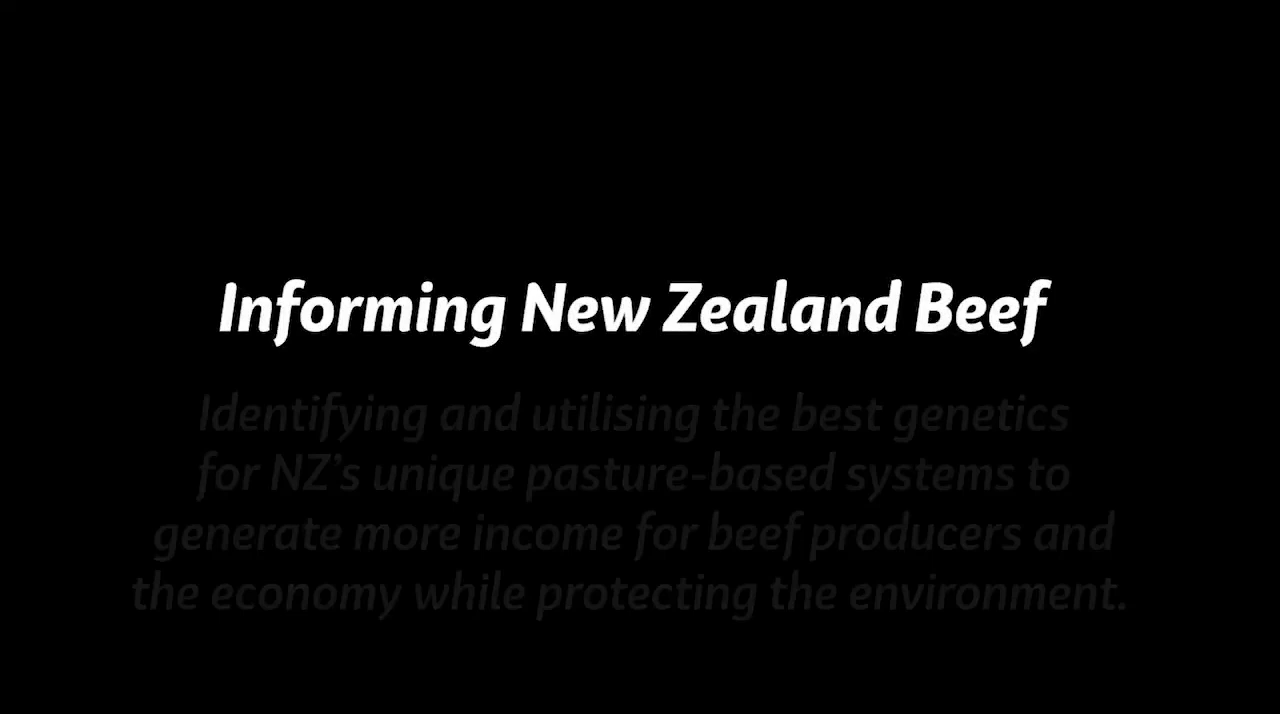 Informing New Zealand Beef
Identifying and utilising the best genetics
for NZ’s unique pasture-based systems to
generate more income for beef producers and
the economy while protecting the environment.